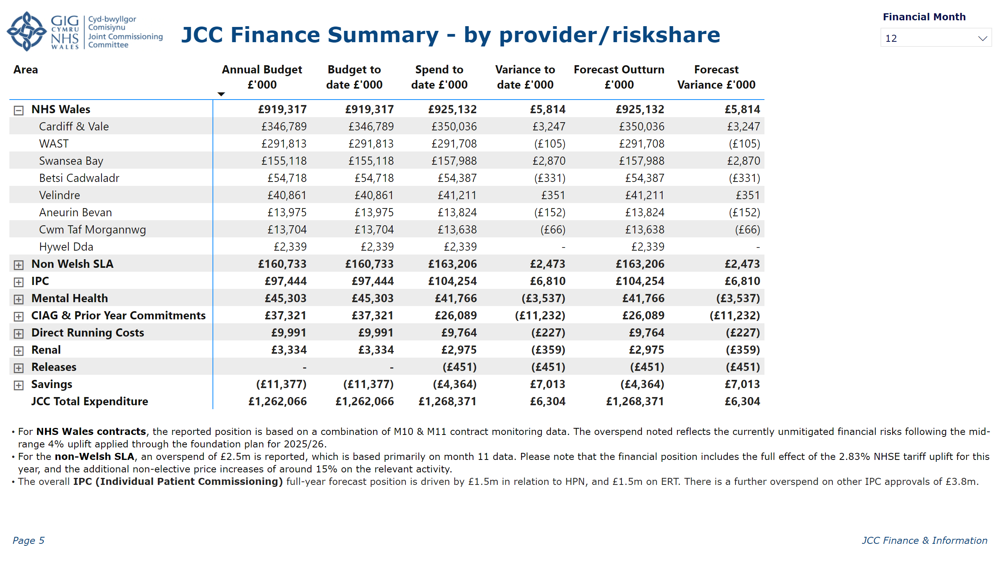 GIG
CYMRU
NHS
WALES
Cyd-bwyllgor
Comisiynu
Joint Commissioning
Committee
JCC Finance Summary - by provider/riskshare
Financial Month
12
Area Annual Budget £'000 Budget to date £'000 Spend to date £'000 Variance to date £'000 Forecast Outturn £'000 Forecast Variance £'000
NHS Wales £919,317 £919,317 £925,132 £5,814 £925,132 £5,814
Cardiff & Vale £346,789 £346,789 £350,036 £3,247 £350,036 £3,247
WAST £291,813 £291,813 £291,708 (£105) £291,708 (£105)
Swansea Bay £155,118 £155,118 £157,988 £2,870 £157,988 £2,870
Betsi Cadwaladr £54,718 £54,718 £54,387 (£331) £54,387 (£331)
Velindre £40,861 £40,861 £41,211 £351 £41,211 £351
Aneurin Bevan £13,975 £13,975 £13,824 (£152) £13,824 (£152)
Cwm Taf Morgannwg £13,704 £13,704 £13,638 (£66) £13,638 (£66)
Hywel Dda £2,339 £2,339 £2,339 - £2,339 -
Non Welsh SLA £160,733 £160,733 £163,206 £2,473 £163,206 £2,473
IPC £97,444 £97,444 £104,254 £6,810 £104,254 £6,810
Mental Health £45,303 £45,303 £41,766 (£3,537) £41,766 (£3,537)
CIAG & Prior Year Commitments £37,321 £37,321 £26,089 (£11,232) £26,089 (£11,232)
Direct Running Costs £9,991 £9,991 £9,764 (£227) £9,764 (£227)
Renal £3,334 £3,334 £2,975 (£359) £2,975 (£359)
Releases - - (£451) (£451) (£451) (£451)
Savings (£11,377) (£11,377) (£4,364) £7,013 (£4,364) £7,013
JCC Total Expenditure £1,262,066 £1,262,066 £1,268,371 £6,304 £1,268,371 £6,304
• For NHS Wales contracts, the reported position is based on a combination of M10 & M11 contract monitoring data. The overspend noted reflects the currently unmitigated financial risks following the mid-
range 4% uplift applied through the foundation plan for 2025/26.
• For the non-Welsh SLA, an overspend of £2.5m is reported, which is based primarily on month 11 data. Please note that the financial position includes the full effect of the 2.83% NHSE tariff uplift for this
year, and the additional non-elective price increases of around 15% on the relevant activity.
• The overall IPC (Individual Patient Commissioning) full-year forecast position is driven by £1.5m in relation to HPN, and £1.5m on ERT. There is a further overspend on other IPC approvals of £3.8m.
Page 5
JCC Finance & Information